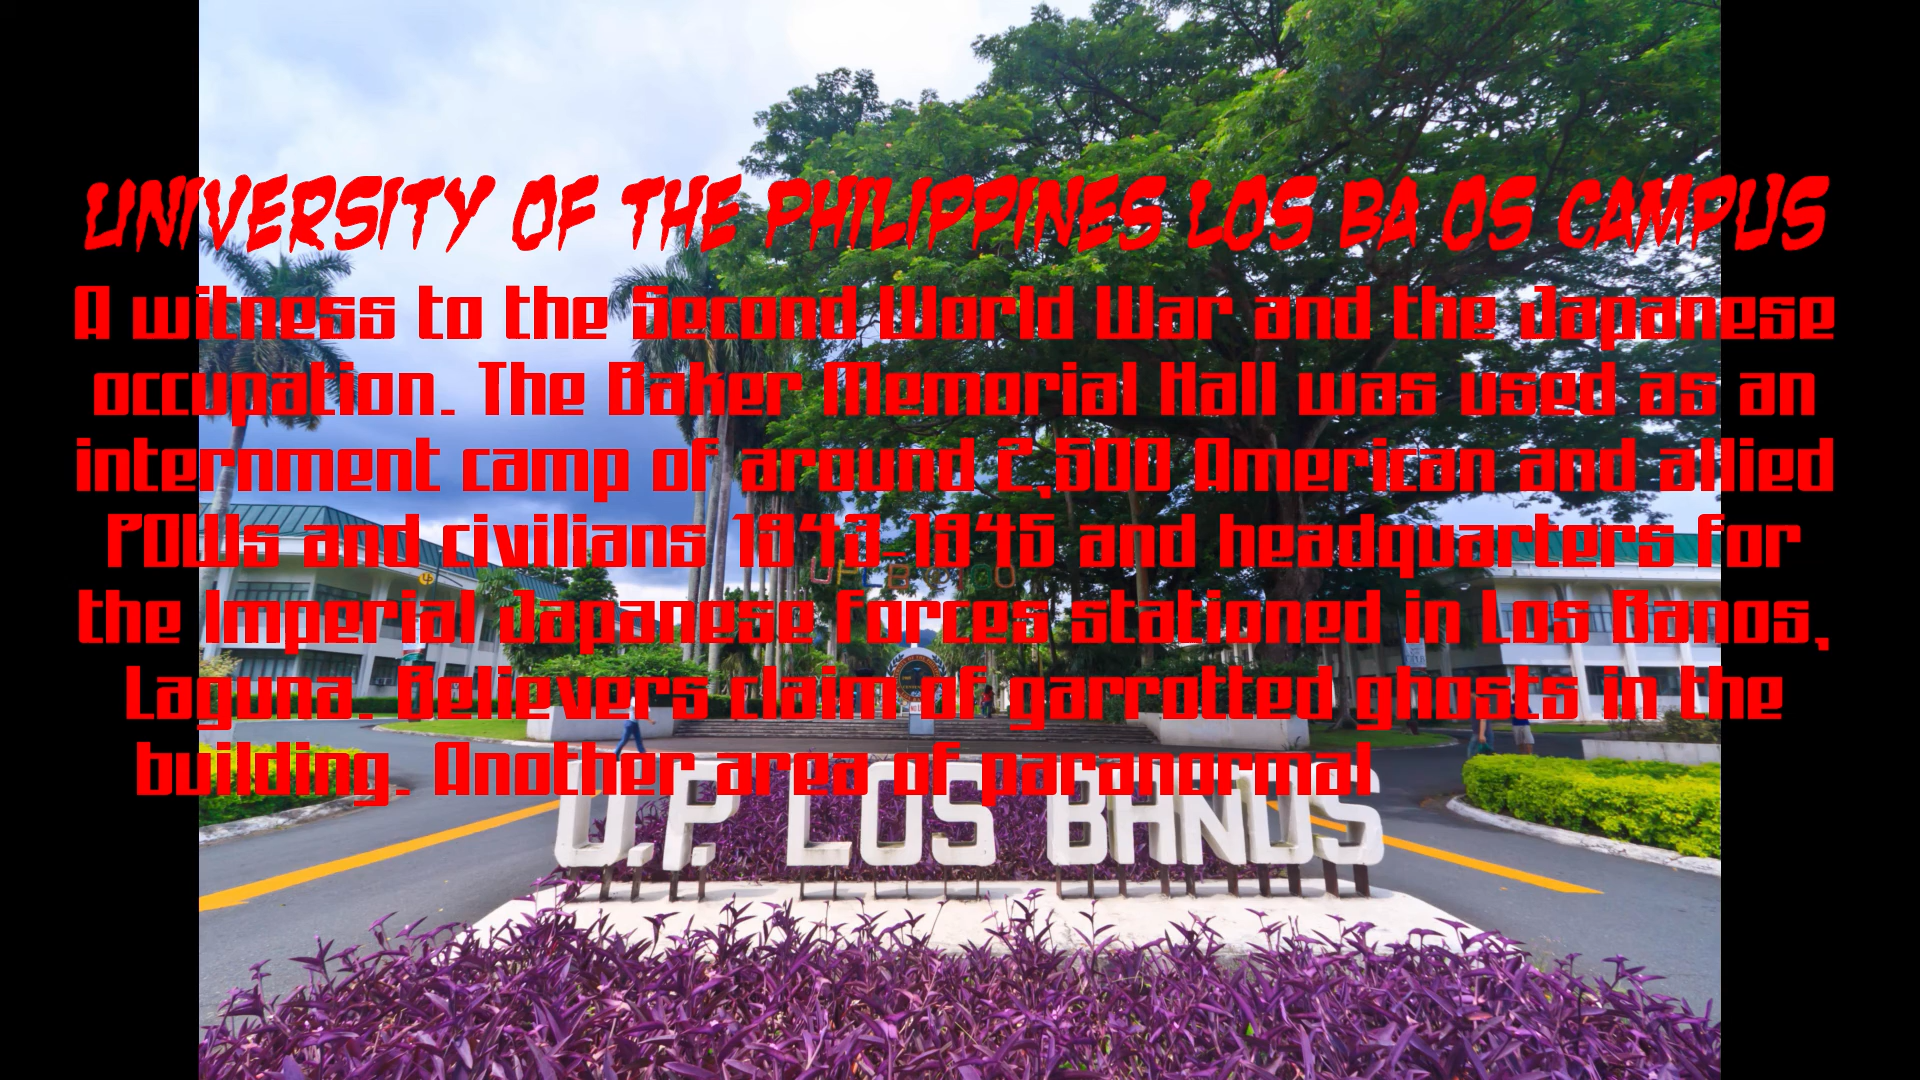 UNIVERSITY OF THE PHILIPPINES LOS BA OS CAMPUS
A witness to the Second World War and the Japanese
occupation. The Baker Memorial Hall was used as an
internment camp of around 2,500 American and allied
POWs and civilians 1943-1945 and headquarters for
the Imperial Japanese forces stationed in Los Banos,
Laguna. Believers claim of garrotted ghosts in the
building. Another area of paranormal
U.P. LOS BANOS